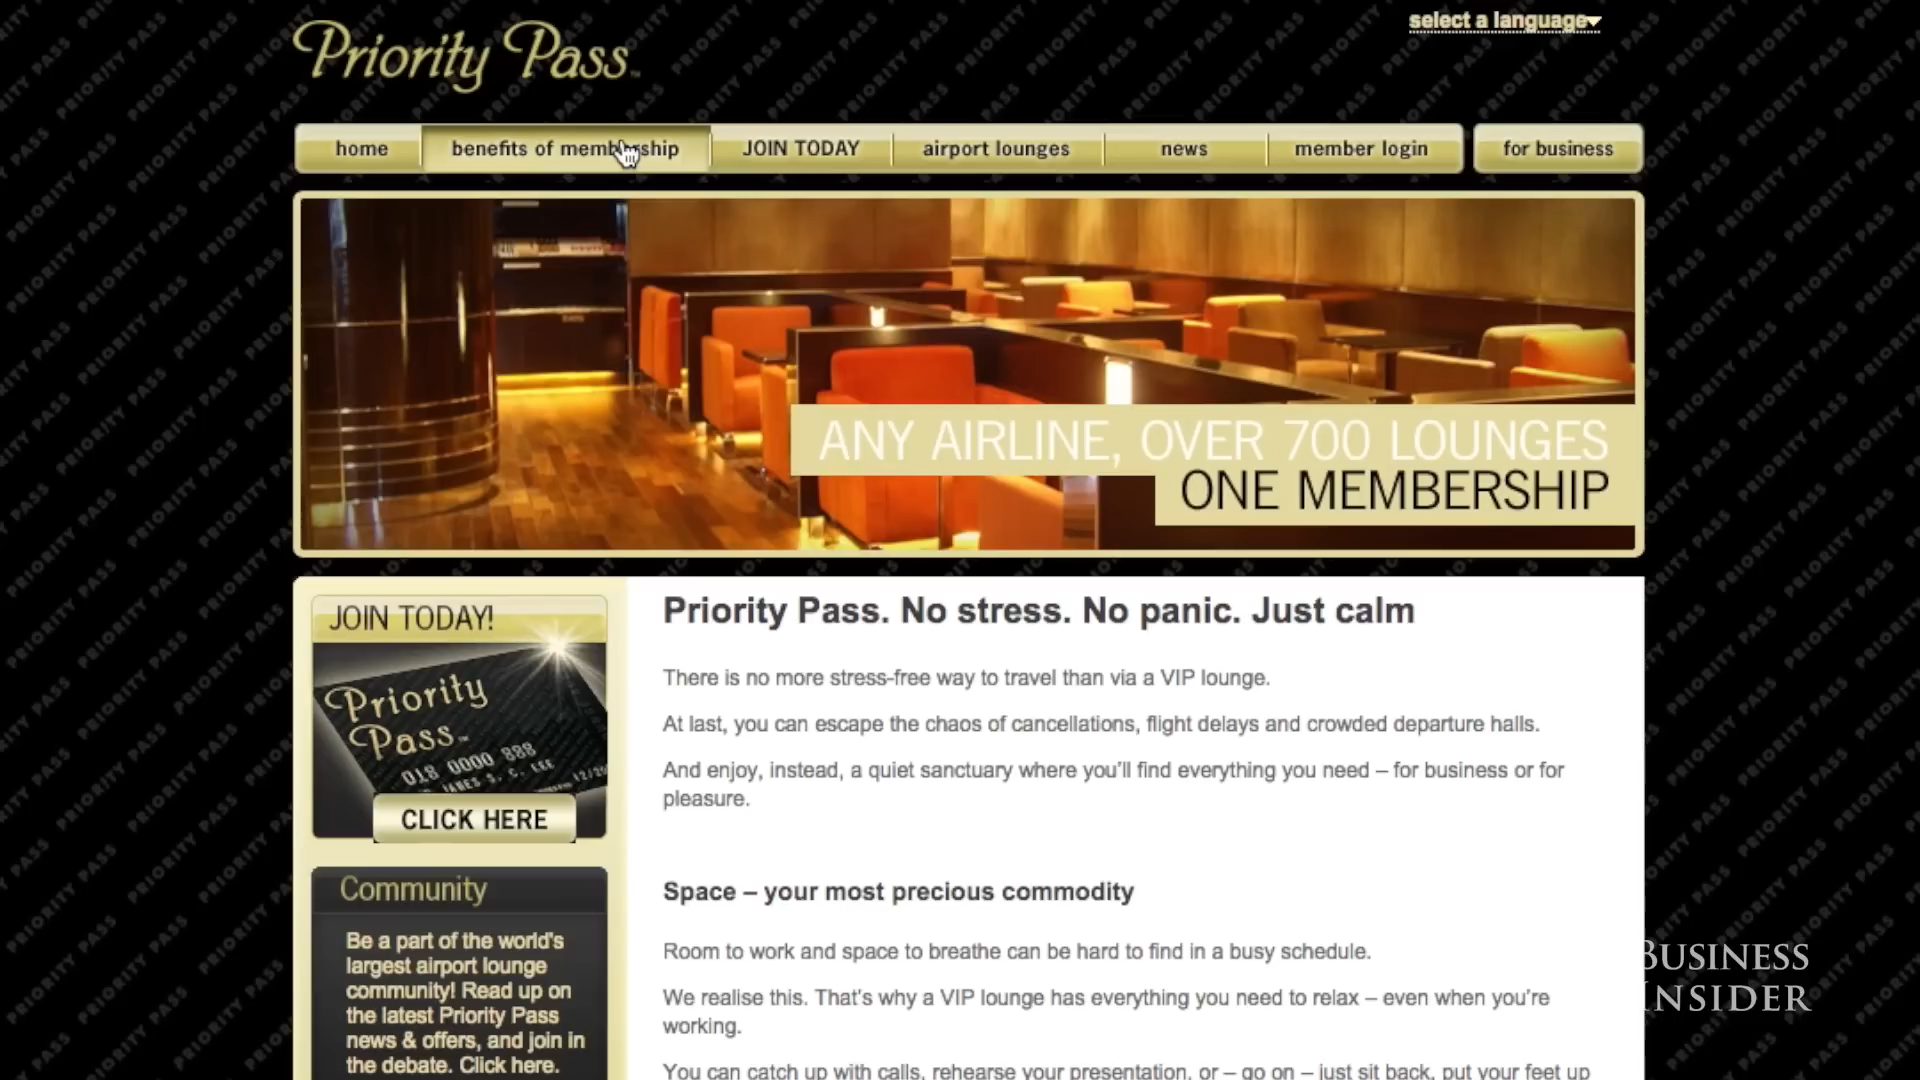 Priority Pass
select a language
home
benefits of membership
JOIN TODAY
airport lounges
news
member login
for business
ANY AIRLINE, OVER 700 LOUNGES
ONE MEMBERSHIP
JOIN TODAY!
Priority
Pass
018 0000 888
CLICK HERE
Community
Be a part of the world's
largest airport lounge
community! Read up on
the latest Priority Pass
news & offers, and join in
the debate. Click here.
Priority Pass. No stress. No panic. Just calm
There is no more stress-free way to travel than via a VIP lounge.
At last, you can escape the chaos of cancellations, flight delays and crowded departure halls.
And enjoy, instead, a quiet sanctuary where you'll find everything you need – for business or for
pleasure.
Space – your most precious commodity
Room to work and space to breathe can be hard to find in a busy schedule.
We realise this. That's why a VIP lounge has everything you need to relax – even when you're
working.
You can catch up with calls, rehearse your presentation, or – go on – just sit back, put your feet up
BUSINESS
INSIDER